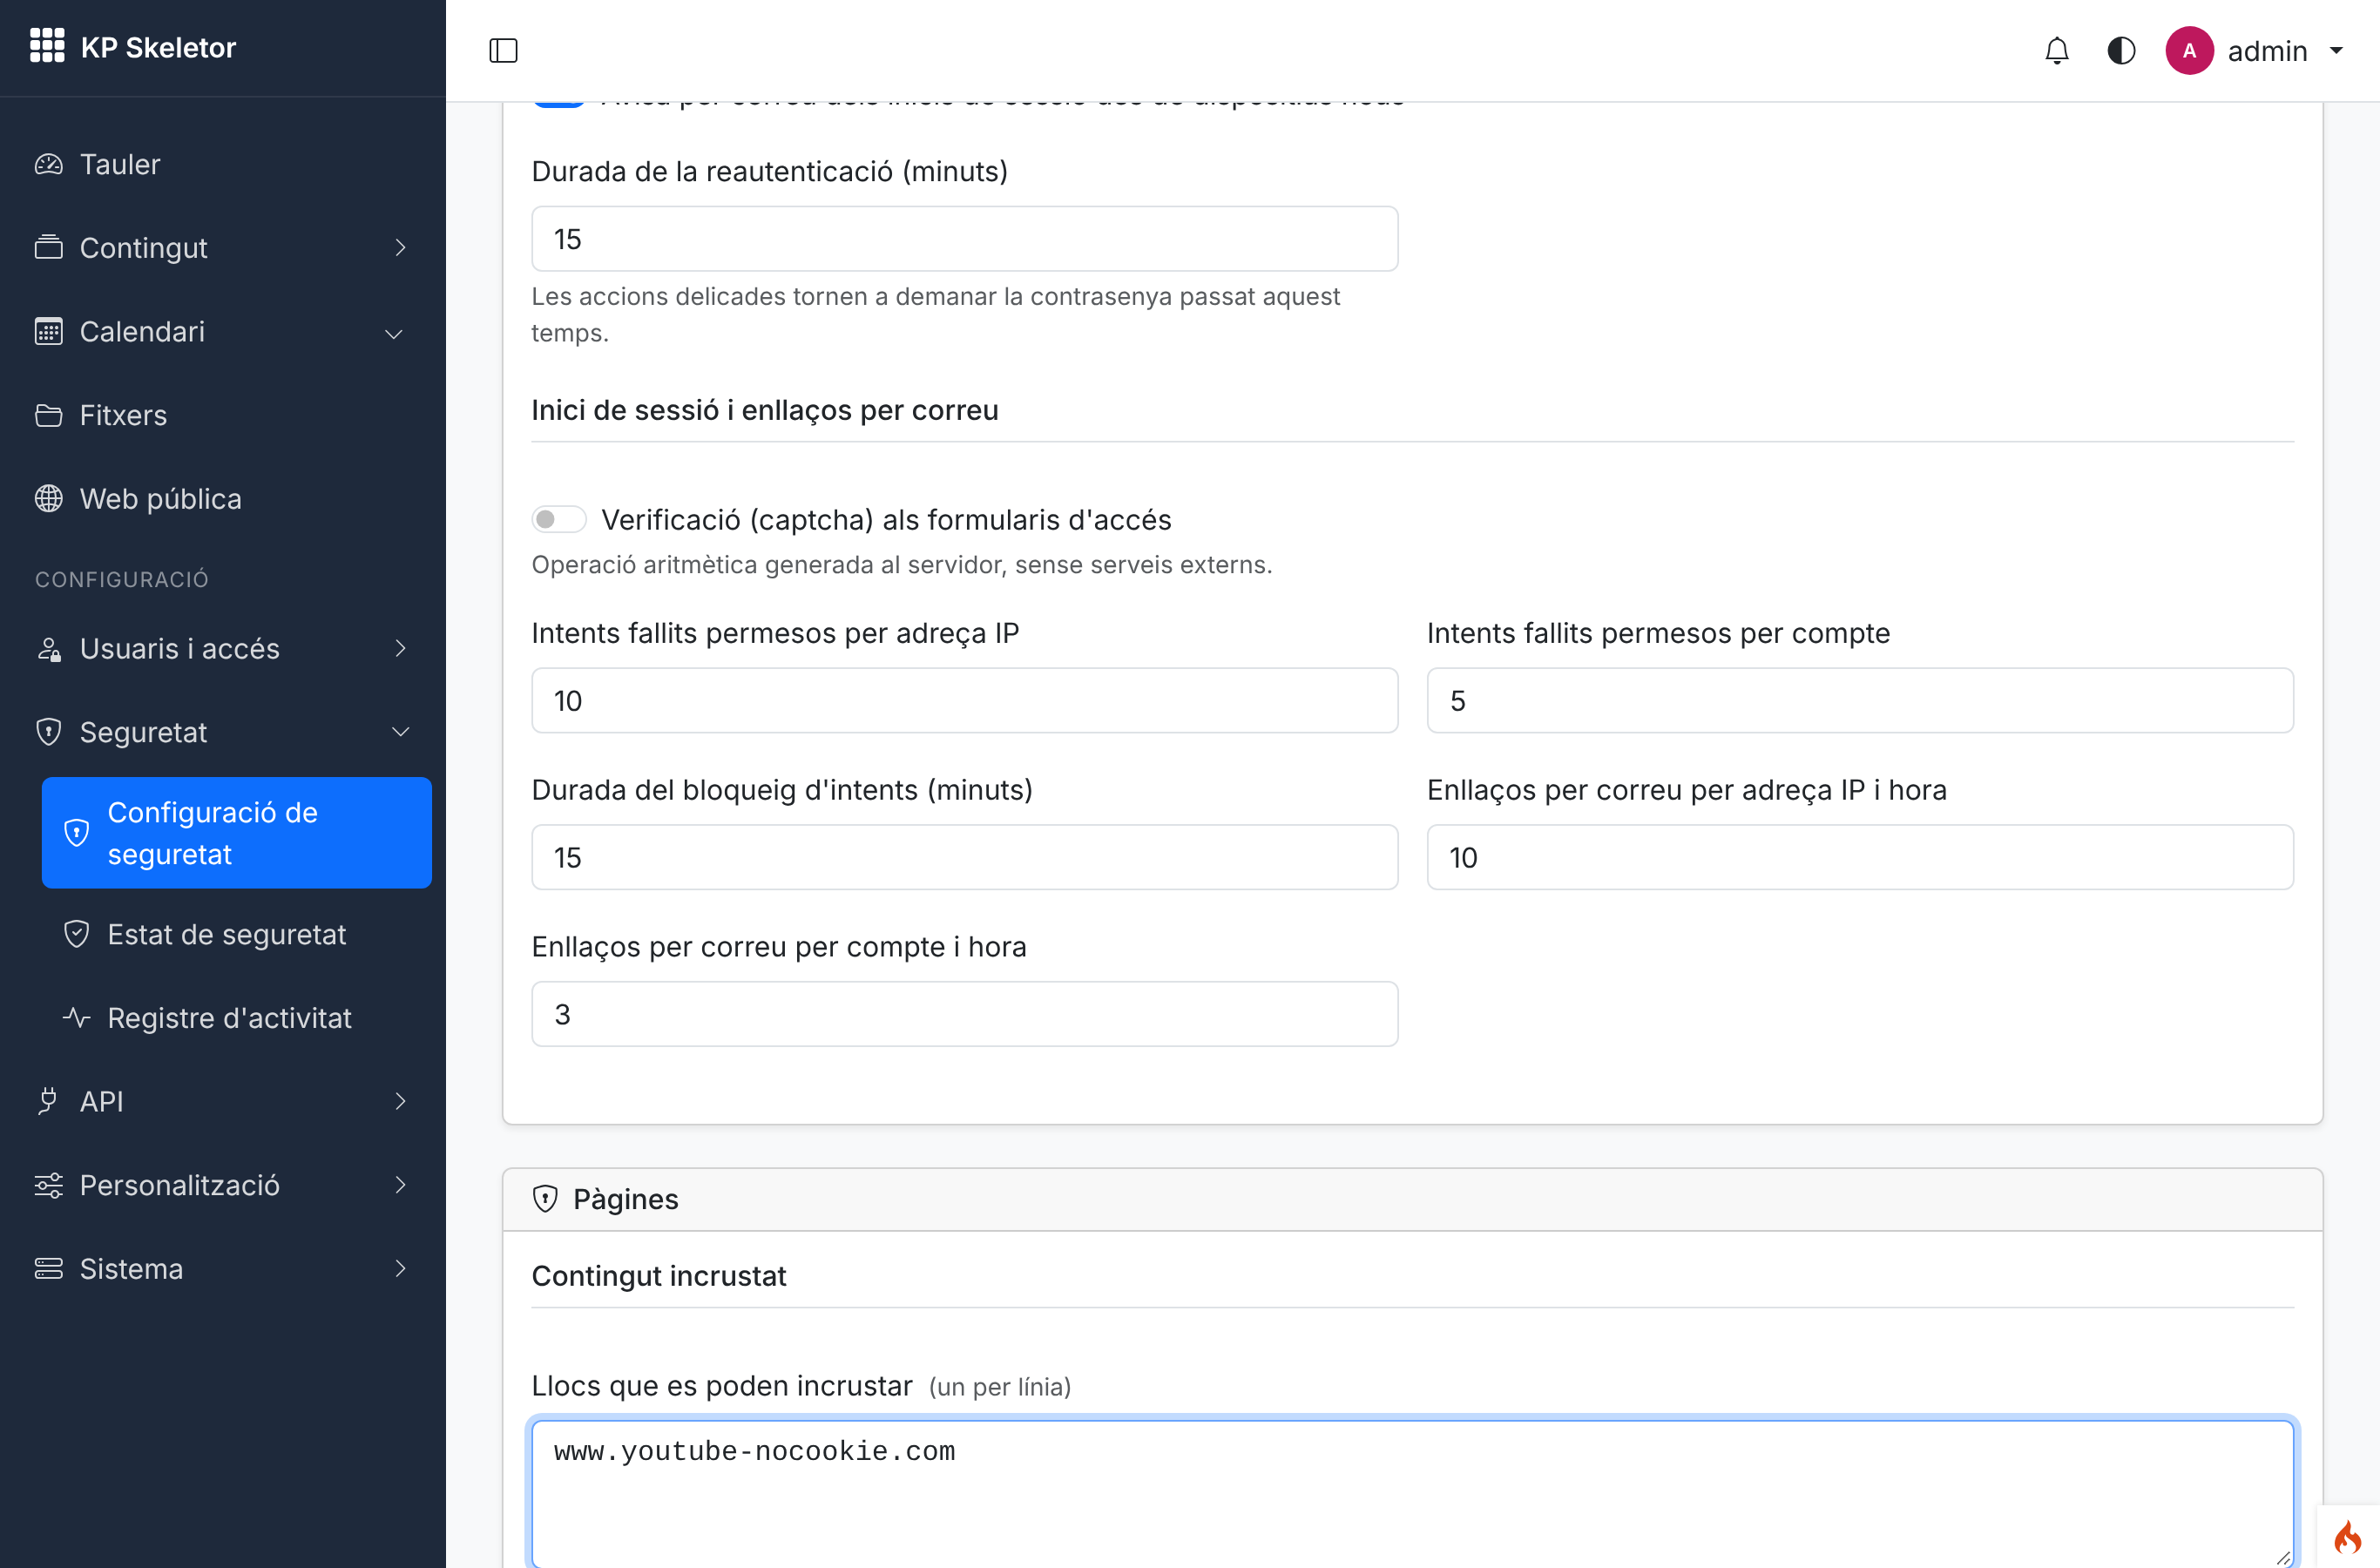 KP Skeletor
A
admin
Tauler
Contingut
Calendari
Fitxers
Web pública
CONFIGURACIÓ
Usuaris i accés
Seguretat
Configuració de
seguretat
Estat de seguretat
Registre d'activitat
API
Personalització
Sistema
Durada de la reautenticació (minuts)
15
Les accions delicades tornen a demanar la contrasenya passat aquest
temps.
Inici de sessió i enllaços per correu
Verificació (captcha) als formularis d'accés
Operació aritmètica generada al servidor, sense serveis externs.
Intents fallits permesos per adreça IP
10
Intents fallits permesos per compte
5
Durada del bloqueig d'intents (minuts)
15
Enllaços per correu per adreça IP i hora
10
Enllaços per correu per compte i hora
3
Pàgines
Contingut incrustat
Llocs que es poden incrustar (un per línia)
www.youtube-nocookie.com